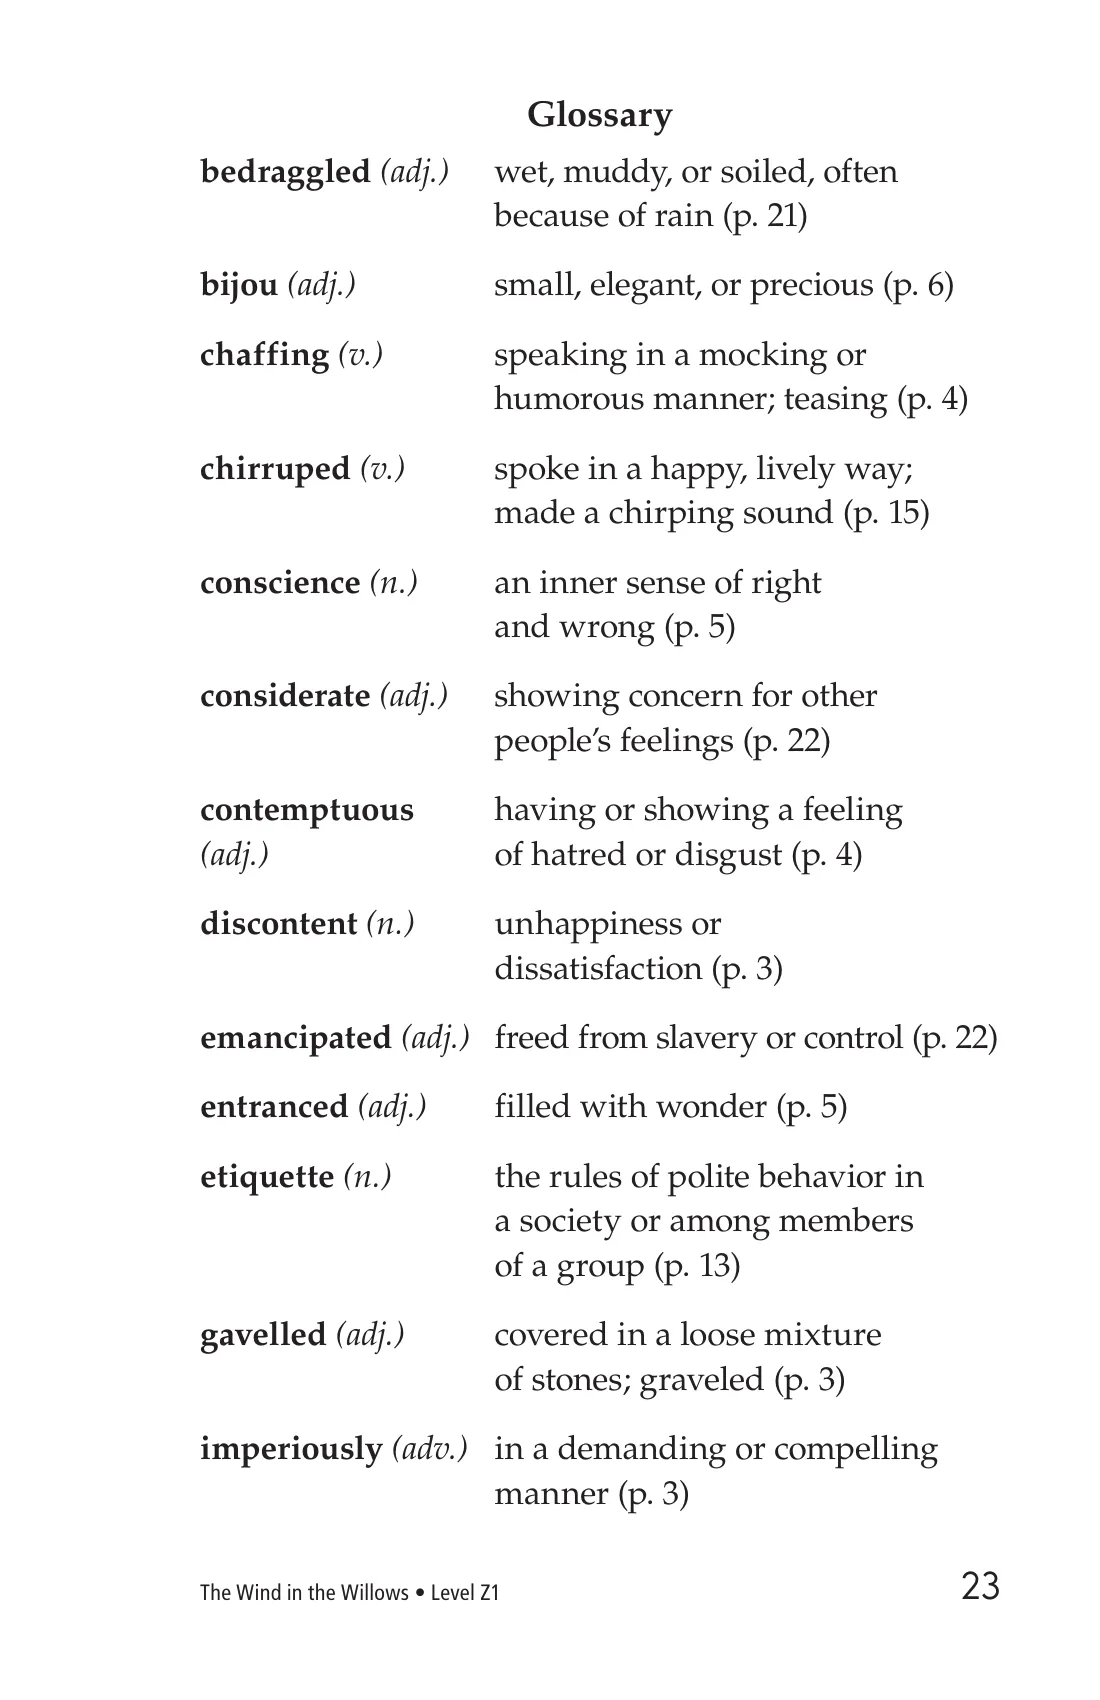 Glossary
bedraggled (adj.) wet, muddy, or soiled, often
because of rain (p. 21)
bijou (adj.) small, elegant, or precious (p. 6)
chaffing (v.) speaking in a mocking or
humorous manner; teasing (p. 4)
chirruped (v.) spoke in a happy, lively way;
made a chirping sound (p. 15)
conscience (n.) an inner sense of right
and wrong (p. 5)
considerate (adj.) showing concern for other
people’s feelings (p. 22)
contemptuous having or showing a feeling
(adj.) of hatred or disgust (p. 4)
discontent (n.) unhappiness or
dissatisfaction (p. 3)
emancipated (adj.) freed from slavery or control (p. 22)
entranced (adj.) filled with wonder (p. 5)
etiquette (n.) the rules of polite behavior in
a society or among members
of a group (p. 13)
gavelled (adj.) covered in a loose mixture
of stones; graveled (p. 3)
imperiously (adv.) in a demanding or compelling
manner (p. 3)
The Wind in the Willows • Level Z1 23